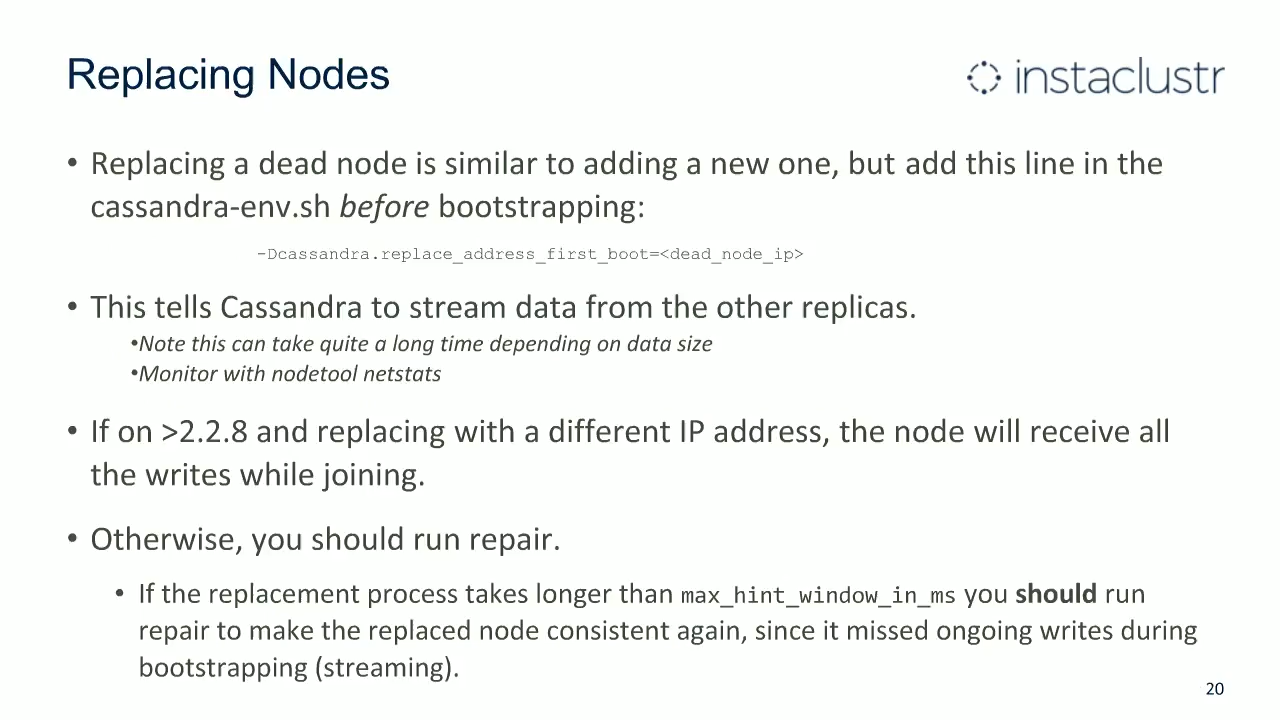 Replacing Nodes
instaclustr
• Replacing a dead node is similar to adding a new one, but add this line in the
cassandra-env.sh before bootstrapping:
-Dcassandra.replace_address_first_boot=<dead_node_ip>
• This tells Cassandra to stream data from the other replicas.
•Note this can take quite a long time depending on data size
•Monitor with nodetool netstats
• If on >2.2.8 and replacing with a different IP address, the node will receive all
the writes while joining.
• Otherwise, you should run repair.
• If the replacement process takes longer than max_hint_window_in_ms you should run
repair to make the replaced node consistent again, since it missed ongoing writes during
bootstrapping (streaming).
20